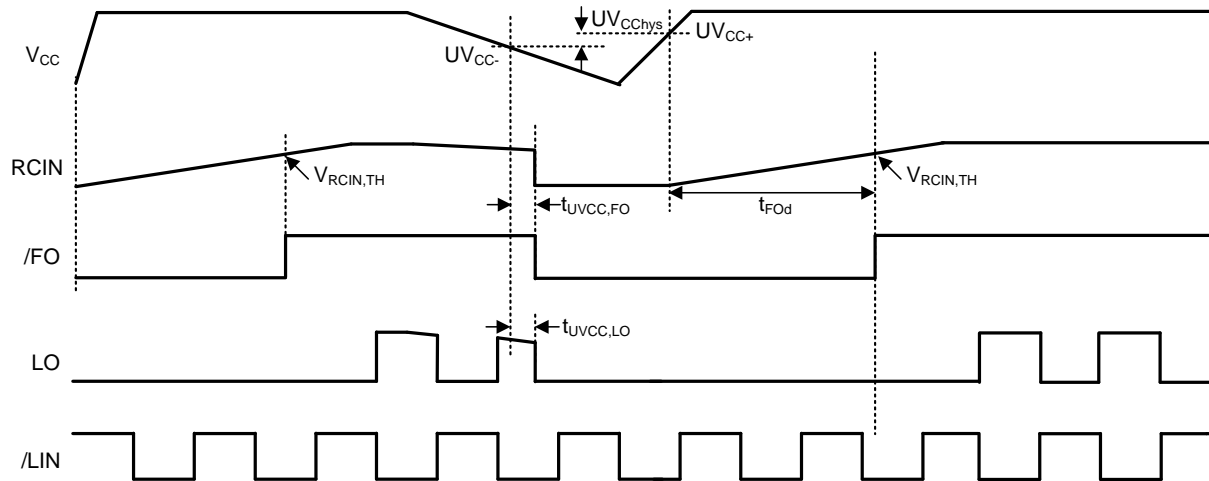 UVCChys
VCC
UVCC-
UVCC+
RCIN
VRCIN,TH
VRCIN,TH
tUVCC,FO
tFOd
/FO
tUVCC,LO
LO
/LIN